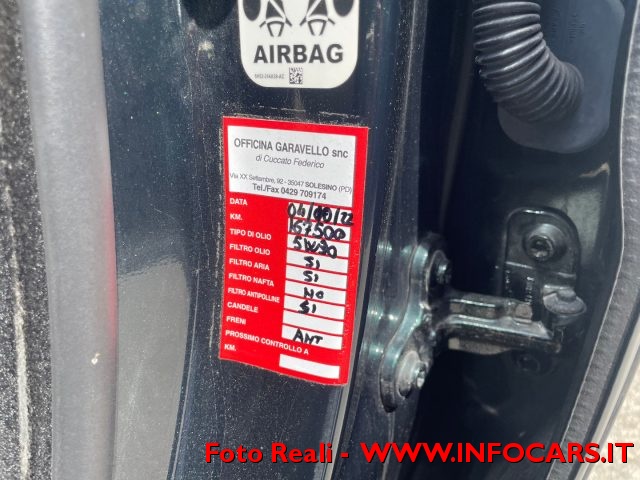 AIRBAG
OFFICINA GARAVELLO snc
di Cuccato Federico
Via XX Settembre, 92 - 35047 SOLESINO (PD)
Tel./Fax 0429 709174
DATA
KM. 157.500
TIPO DI OLIO 5W30
FILTRO OLIO SI
FILTRO ARIA SI
FILTRO NAFTA NO
FILTRO ANTIPOLLINE SI
CANDELE
FRENI ANT
PROSSIMO CONTROLLO A
KM.
Foto Reali - WWW.INFOCARS.IT